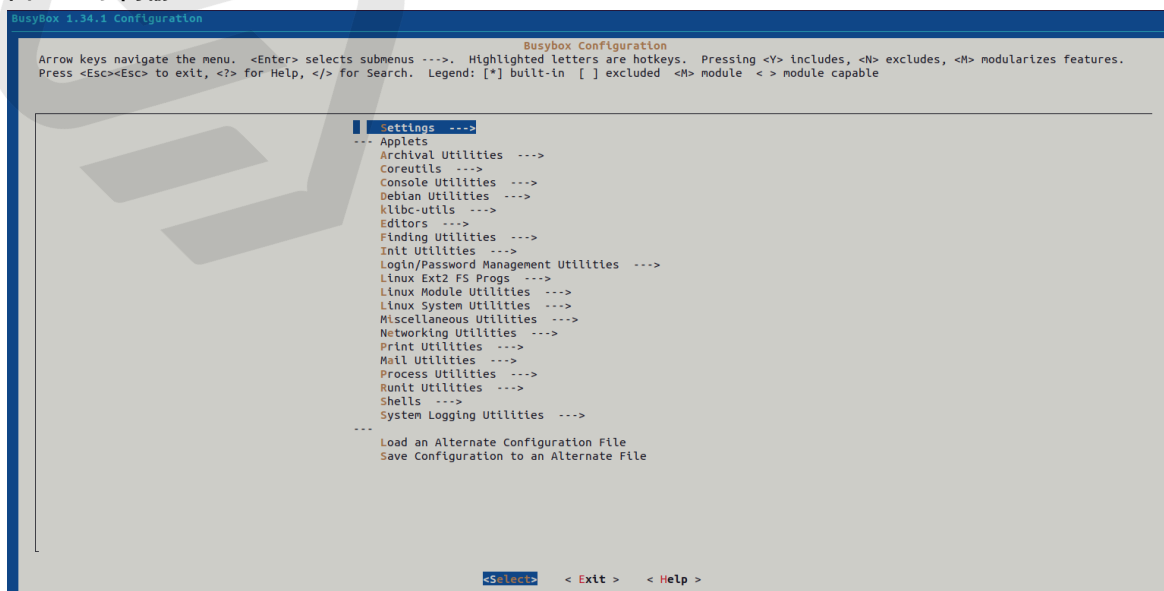 BusyBox 1.34.1 Configuration
Busybox Configuration
Arrow keys navigate the menu.  <Enter> selects submenus --->.  Highlighted letters are hotkeys.  Pressing <Y> includes, <N> excludes, <M> modularizes features.
Press <Esc><Esc> to exit, <?> for Help, </> for Search.  Legend: [*] built-in  [ ] excluded  <M> module  < > module capable
Settings  --->
--- Applets
Archival Utilities  --->
Coreutils  --->
Console Utilities  --->
Debian Utilities  --->
klibc-utils  --->
Editors  --->
Finding Utilities  --->
Init Utilities  --->
Login/Password Management Utilities  --->
Linux Ext2 FS Progs  --->
Linux Module Utilities  --->
Linux System Utilities  --->
Miscellaneous Utilities  --->
Networking Utilities  --->
Print Utilities  --->
Mail Utilities  --->
Process Utilities  --->
Runit Utilities  --->
Shells  --->
System Logging Utilities  --->
---
Load an Alternate Configuration File
Save Configuration to an Alternate File
<Select>    < Exit >    < Help >